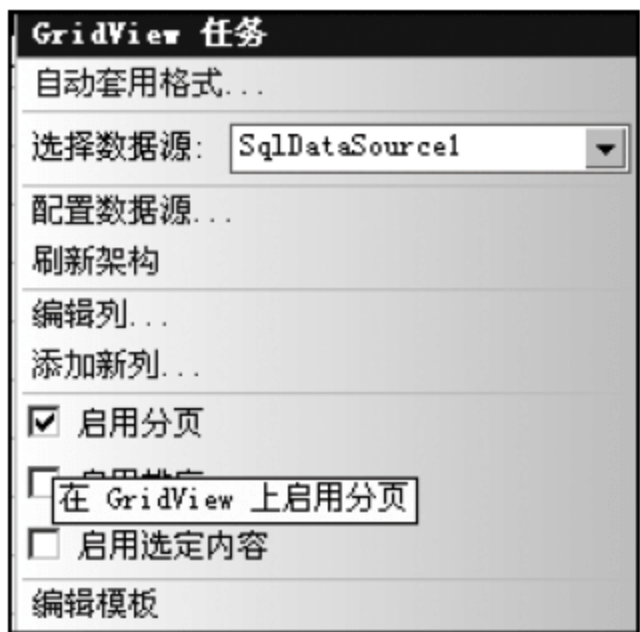 GridView 任务
自动套用格式...
选择数据源: SqlDataSource1
配置数据源...
刷新架构
编辑列...
添加新列...
启用分页
在 GridView 上启用分页
启用选定内容
编辑模板